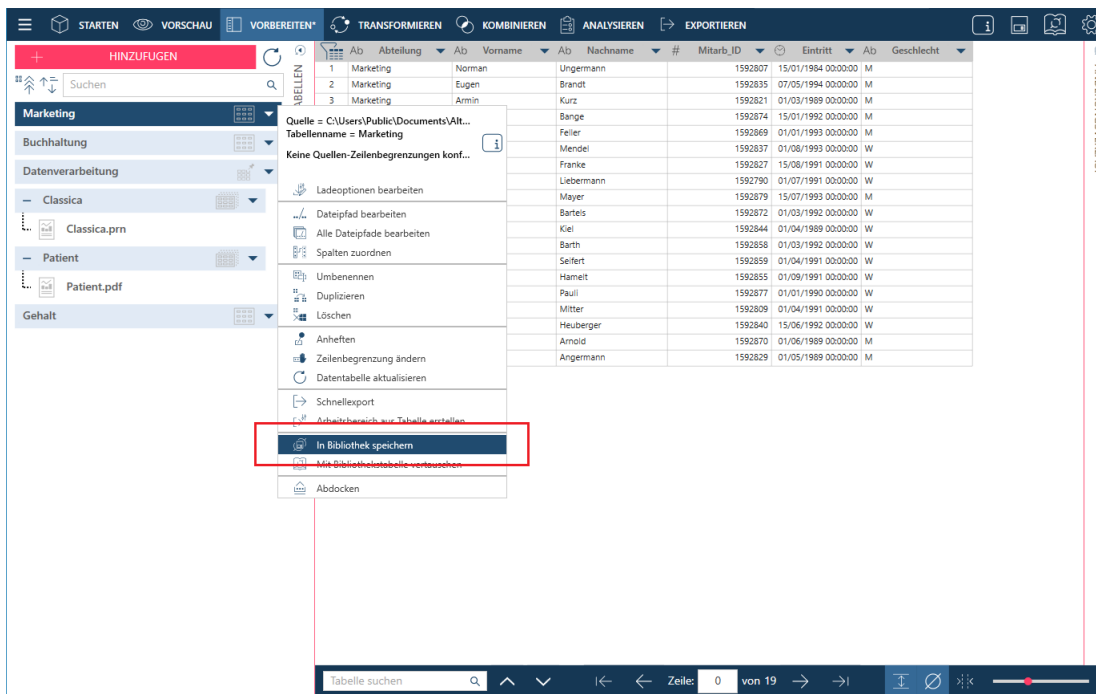 STARTEN VORSCHAU VORBEREITEN* TRANSFORMIEREN KOMBINIEREN ANALYSIEREN EXPORTIEREN
HINZUFUGEN
Suchen
Marketing
Buchhaltung
Datenverarbeitung
Classica
Classica.prn
Patient
Patient.pdf
Gehalt
Quelle = C:\Users\Public\Documents\Alt...
Tabellenname = Marketing
Keine Quellen-Zeilenbegrenzungen konf...
Ladeoptionen bearbeiten
Dateipfad bearbeiten
Alle Dateipfade bearbeiten
Spalten zuordnen
Umbenennen
Duplizieren
Löschen
Anheften
Zeilenbegrenzung ändern
Datentabelle aktualisieren
Schnellexport
Arbeitsbereich aus Tabelle erstellen
In Bibliothek speichern
Mit Bibliothekstabelle vertauschen
Abdocken
Ab Abteilung Ab Vorname Ab Nachname # Mitarb_ID Eintritt Ab Geschlecht
1 Marketing Norman Ungermann 1592807 15/01/1984 00:00:00 M
2 Marketing Eugen Brandt 1592835 07/05/1994 00:00:00 M
3 Marketing Armin Kurz 1592821 01/03/1989 00:00:00 M
Bange 1592874 15/01/1992 00:00:00 M
Feller 1592869 01/01/1993 00:00:00 M
Mendel 1592837 01/08/1993 00:00:00 W
Franke 1592827 15/08/1991 00:00:00 W
Liebermann 1592790 01/07/1991 00:00:00 W
Mayer 1592879 15/07/1993 00:00:00 M
Bartels 1592872 01/03/1992 00:00:00 W
Kiel 1592844 01/04/1989 00:00:00 W
Barth 1592858 01/03/1992 00:00:00 W
Seifert 1592859 01/04/1991 00:00:00 W
Hamelt 1592855 01/09/1991 00:00:00 W
Pauli 1592877 01/01/1990 00:00:00 W
Mitter 1592809 01/04/1991 00:00:00 W
Heuberger 1592840 15/06/1992 00:00:00 W
Arnold 1592870 01/06/1989 00:00:00 M
Angermann 1592829 01/05/1989 00:00:00 M
Tabelle suchen Zeile: 0 von 19